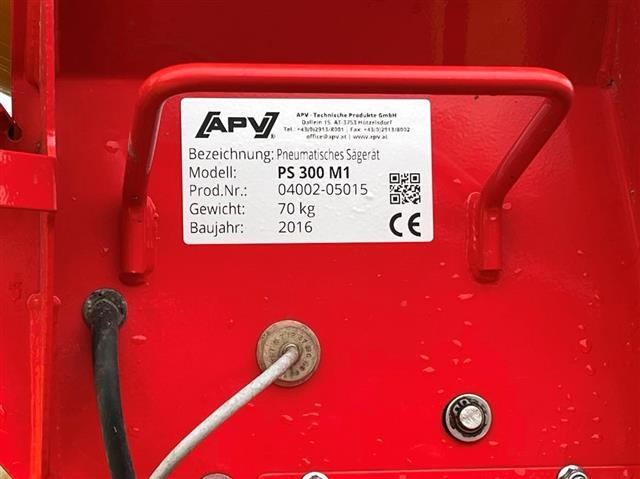 APV®
APV - Technische Produkte GmbH
Dallein 15, AT-3753 Hötzelsdorf
Tel.: +43(0)2913/8001 | Fax: +43(0)2913/8002
office@apv.at | www.apv.at
Bezeichnung: Pneumatisches Sägerät
Modell: PS 300 M1
Prod.Nr.: 04002-05015
Gewicht: 70 kg
Baujahr: 2016
CE